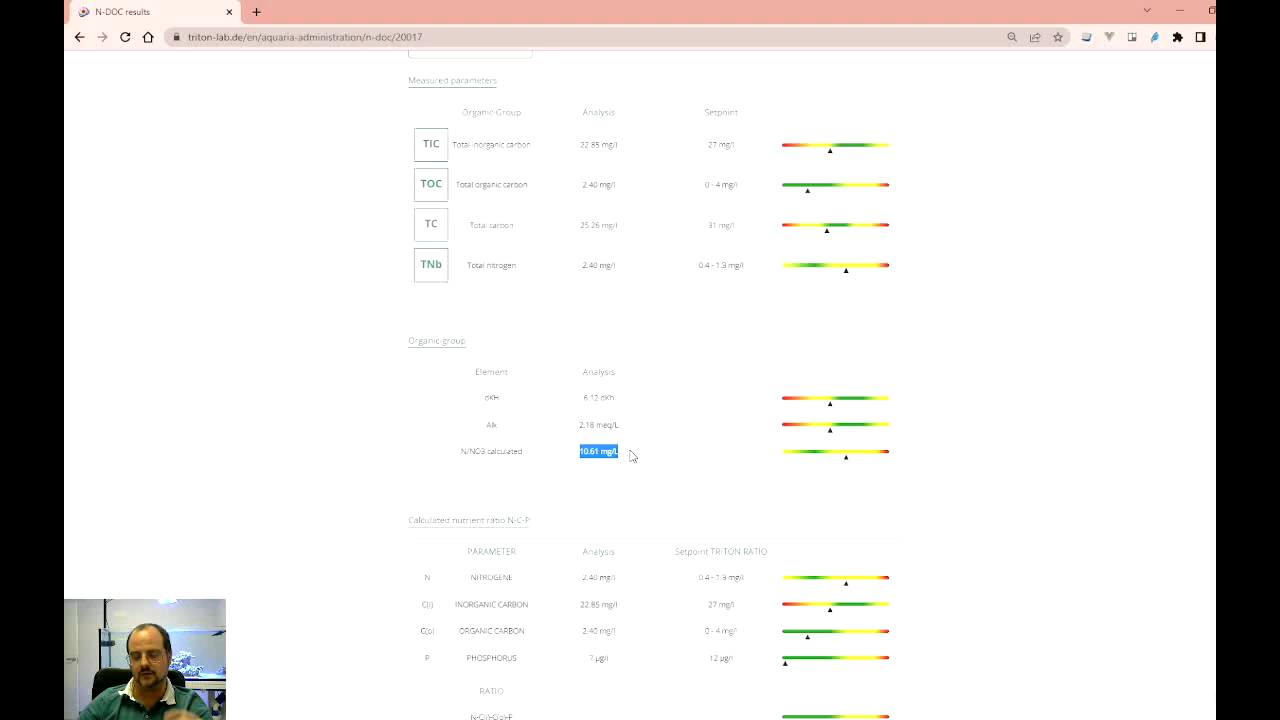 N-DOC results
triton-lab.de/en/aquaria-administration/n-doc/20017
Measured parameters
Organic-Group Analysis Setpoint
TIC Total inorganic carbon 22.85 mg/l 27 mg/l
TOC Total organic carbon 2.40 mg/l 0 - 4 mg/l
TC Total carbon 25.26 mg/l 31 mg/l
TNb Total nitrogen 2.40 mg/l 0.4 - 1.3 mg/l
Organic-group
Element Analysis
dKH 6.12 dKh
Alk 2.18 meq/L
N/NO3 calculated 10.61 mg/L
Calculated nutrient ratio N-C-P
PARAMETER Analysis Setpoint TRITON RATIO
N NITROGENE 2.40 mg/l 0.4 - 1.3 mg/l
C(i) INORGANIC CARBON 22.85 mg/l 27 mg/l
C(o) ORGANIC CARBON 2.40 mg/l 0 - 4 mg/l
P PHOSPHORUS 7 µg/l 12 µg/l
RATIO
N-C(i)-C(o)-P